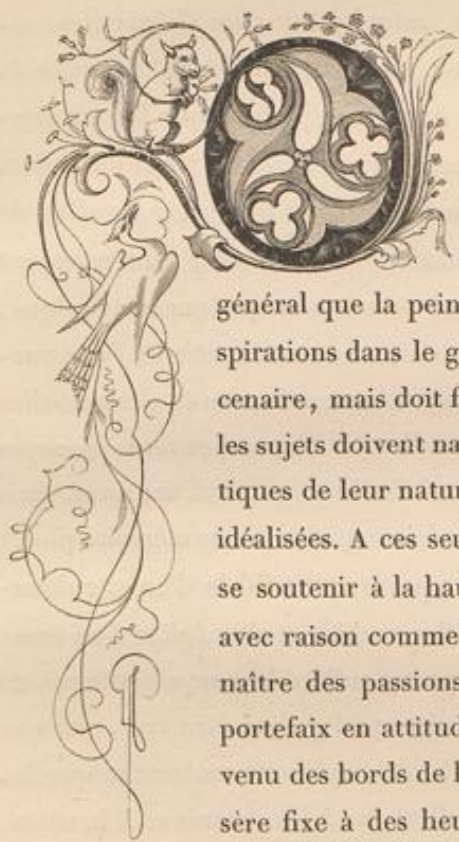 O
général que la pein
spirations dans le g
cenaire, mais doit f
les sujets doivent na
tiques de leur natur
idéalisées. A ces seu
se soutenir à la hau
avec raison comme
naître des passions
portefaix en attitud
venu des bords de l
sère fixe à des heu